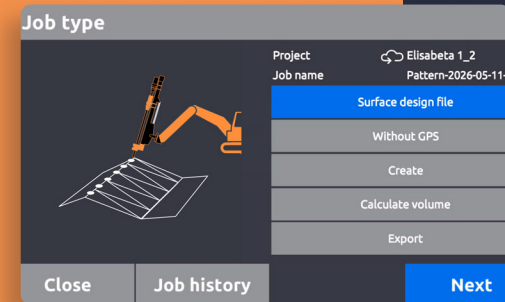 Job type
Project Elisabeta 1_2
Job name Pattern-2026-05-11-
Surface design file
Without GPS
Create
Calculate volume
Export
Close Job history Next